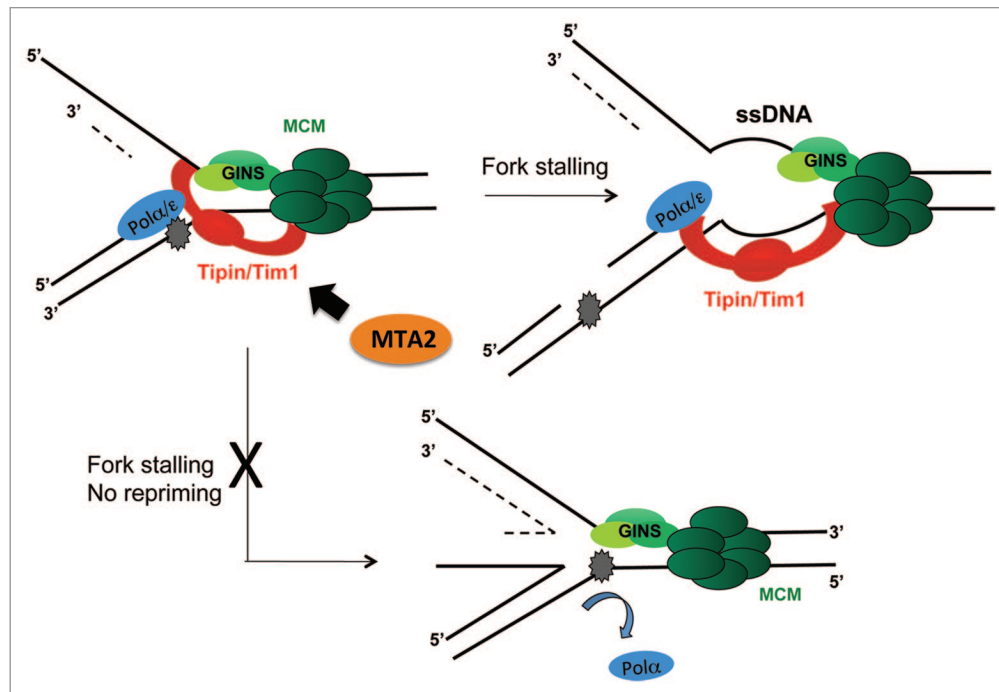 5’
3’
MCM
GINS
Polα/ε
Tipin/Tim1
5’
3’
MTA2
Fork stalling
5’
3’
ssDNA
GINS
Polα/ε
Tipin/Tim1
5’
Fork stalling
No repriming
X
5’
3’
GINS
3’
5’
MCM
5’
Polα